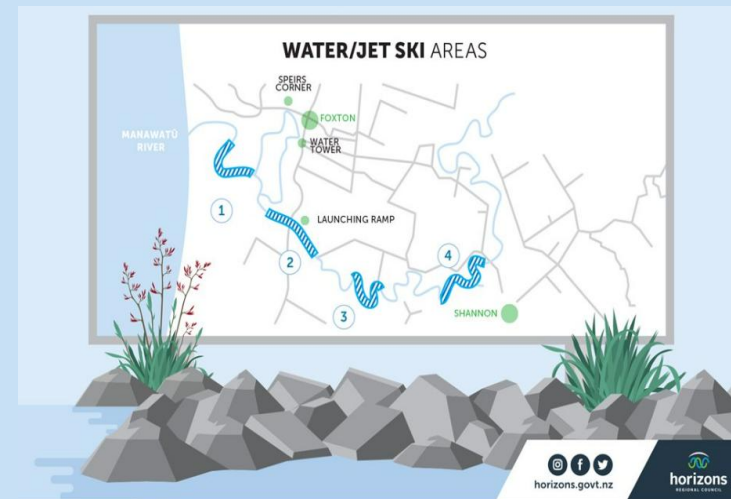 WATER/JET SKI AREAS
SPEIRS
CORNER
FOXTON
MANAWATŪ
RIVER
WATER
TOWER
1
LAUNCHING RAMP
2
4
3
SHANNON
horizons.govt.nz
horizons
REGIONAL COUNCIL